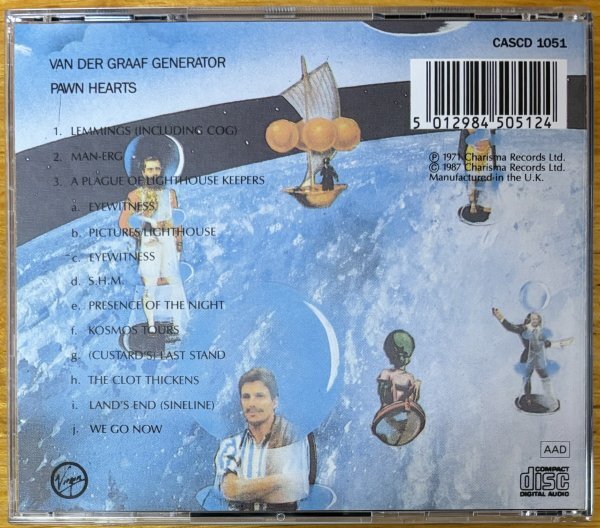 VAN DER GRAAF GENERATOR
PAWN HEARTS
1. LEMMINGS (INCLUDING COG)
2. MAN-ERG
3. A PLAGUE OF LIGHTHOUSE KEEPERS
a. EYEWITNESS
b. PICTURES/LIGHTHOUSE
c. EYEWITNESS
d. S.H.M.
e. PRESENCE OF THE NIGHT
f. KOSMOS TOURS
g. (CUSTARD'S) LAST STAND
h. THE CLOT THICKENS
i. LAND'S END (SINELINE)
j. WE GO NOW
CASCD 1051
5 012984 505124
℗ 1971 Charisma Records Ltd.
© 1987 Charisma Records Ltd.
Manufactured in the U.K.
Virgin
AAD
COMPACT
disc
DIGITAL AUDIO